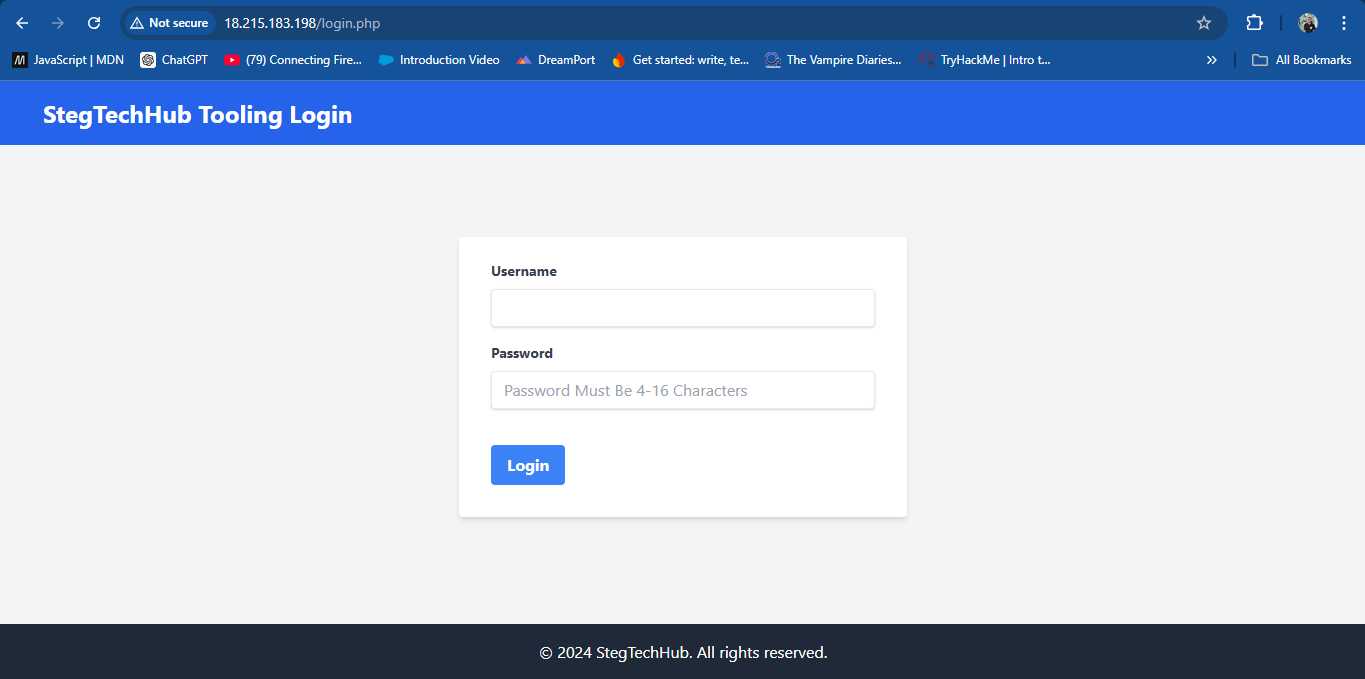 Not secure 18.215.183.198/login.php
JavaScript | MDN ChatGPT (79) Connecting Fire... Introduction Video DreamPort Get started: write, te... The Vampire Diaries... TryHackMe | Intro t... » All Bookmarks
StegTechHub Tooling Login
Username
Password
Password Must Be 4-16 Characters
Login
© 2024 StegTechHub. All rights reserved.